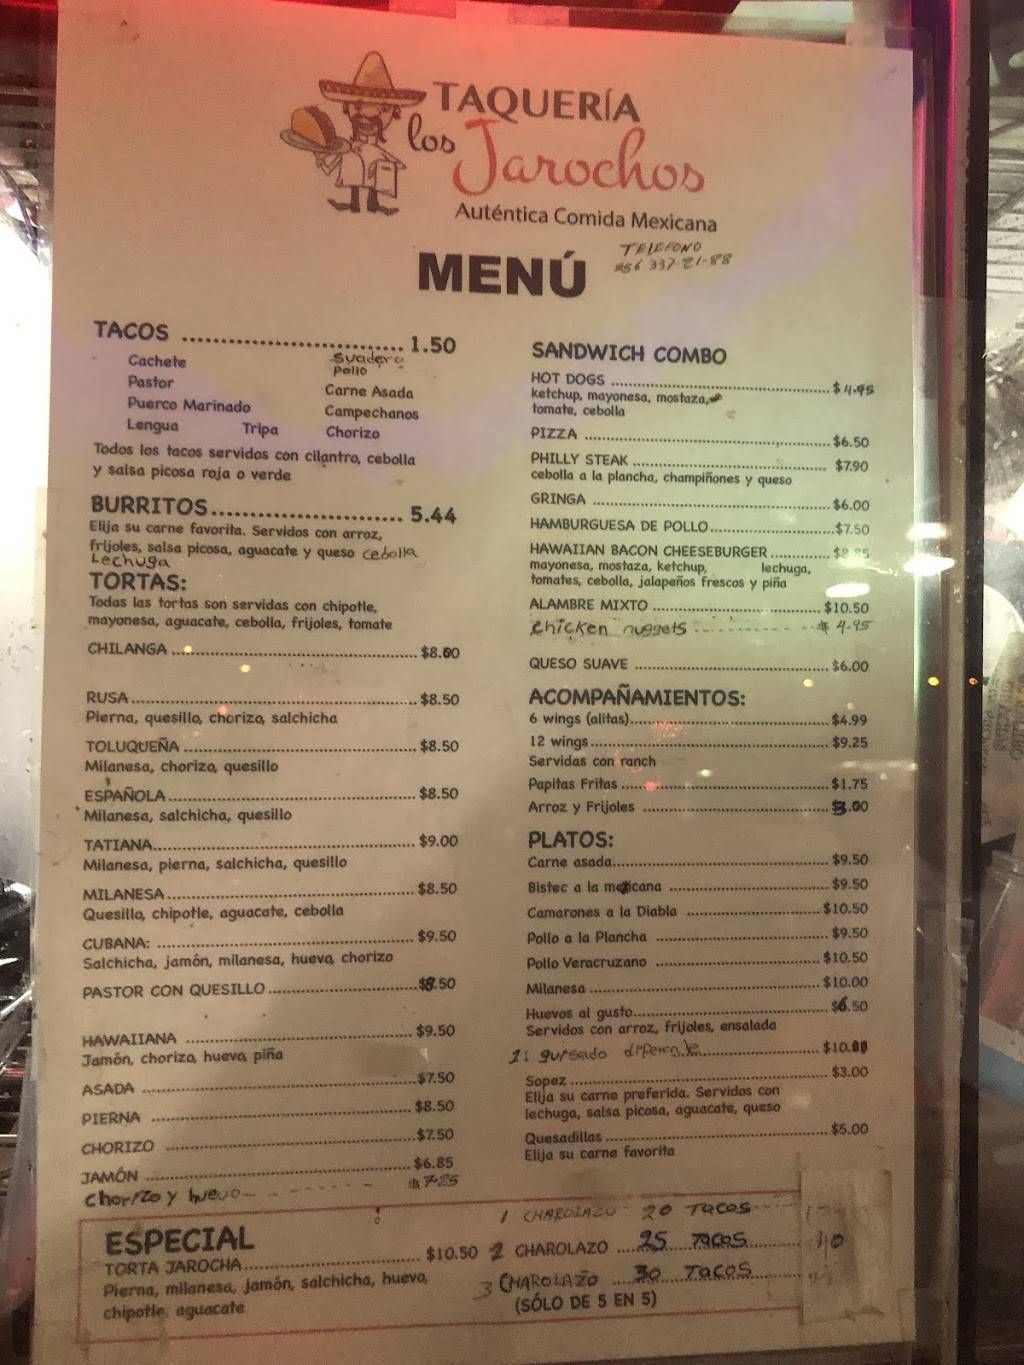 TAQUERÍA
los Jarochos
Auténtica Comida Mexicana
MENÚ
TELEFONO
956 337-21-88
TACOS ........................ 1.50
Cachete
Suadero
Pollo
Pastor
Carne Asada
Puerco Marinado
Campechanos
Lengua Tripa Chorizo
Todos los tacos servidos con cilantro, cebolla
y salsa picosa roja o verde
BURRITOS........................ 5.44
Elija su carne favorita. Servidos con arroz,
frijoles, salsa picosa, aguacate y queso cebolla
Lechuga
TORTAS:
Todas las tortas son servidas con chipotle,
mayonesa, aguacate, cebolla, frijoles, tomate
CHILANGA ........................ $8.00
RUSA........................ $8.50
Pierna, quesillo, chorizo, salchicha
TOLUQUEÑA ........................ $8.50
Milanesa, chorizo, quesillo
ESPAÑOLA........................ $8.50
Milanesa, salchicha, quesillo
TATIANA........................ $9.00
Milanesa, pierna, salchicha, quesillo
MILANESA........................ $8.50
Quesillo, chipotle, aguacate, cebolla
CUBANA: ........................ $9.50
Salchicha, jamón, milanesa, huevo, chorizo
PASTOR CON QUESILLO........................ $8.50
HAWAIIANA ........................ $9.50
Jamón, chorizo, huevo, piña
ASADA ........................ $7.50
PIERNA ........................ $8.50
CHORIZO ........................ $7.50
JAMÓN ........................ $6.85
chorizo y huevo - - - - - - - - $7.25
SANDWICH COMBO
HOT DOGS ........................ $4.95
ketchup, mayonesa, mostaza,
tomate, cebolla
PIZZA ........................ $6.50
PHILLY STEAK ........................ $7.90
cebolla a la plancha, champiñones y queso
GRINGA ........................ $6.00
HAMBURGUESA DE POLLO........................ $7.50
HAWAIIAN BACON CHEESEBURGER ............ $8.85
mayonesa, mostaza, ketchup, lechuga,
tomates, cebolla, jalapeños frescos y piña
ALAMBRE MIXTO ........................ $10.50
chicken nuggets - - - - - - - - $4.95
QUESO SUAVE ........................ $6.00
ACOMPAÑAMIENTOS:
6 wings (alitas)........................ $4.99
12 wings........................ $9.25
Servidas con ranch
Papitas Fritas ........................ $1.75
Arroz y Frijoles ........................ $3.00
PLATOS:
Carne asada........................ $9.50
Bistec a la mexicana ........................ $9.50
Camarones a la Diabla ........................ $10.50
Pollo a la Plancha ........................ $9.50
Pollo Veracruzano ........................ $10.50
Milanesa ........................ $10.00
Huevos al gusto........................ $6.50
Servidos con arroz, frijoles, ensalada
guisado diferente........................ $10.00
Sopez ........................ $3.00
Elija su carne preferida. Servidos con
lechuga, salsa picosa, aguacate, queso
Quesadillas ........................ $5.00
Elija su carne favorita
ESPECIAL
TORTA JAROCHA........................ $10.50
Pierna, milanesa, jamón, salchicha, huevo,
chipotle, aguacate
1 CHAROLAZO 20 TACOS
2 CHAROLAZO .... 25 TACOS
3 CHAROLAZO .... 30 TACOS
(SÓLO DE 5 EN 5)